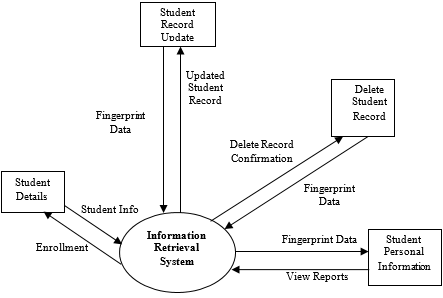 Student
Record
Update
Updated
Student
Record
Fingerprint
Data
Delete
Student
Record
Delete Record
Confirmation
Fingerprint
Data
Student
Details
Student Info
Enrollment
Information
Retrieval
System
Fingerprint Data
View Reports
Student
Personal
Information